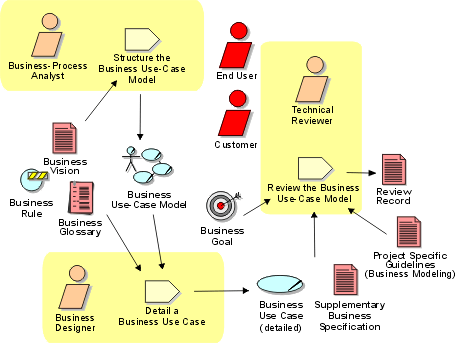 Structure the
Business Use-Case
Model
Business-Process
Analyst
End User
Technical
Reviewer
Customer
Business
Vision
Business
Rule
Business
Glossary
Business
Use-Case Model
Business
Goal
Review the Business
Use-Case Model
Review
Record
Project Specific
Guidelines
(Business Modeling)
Business
Designer
Detail a
Business Use Case
Business
Use Case
(detailed)
Supplementary
Business
Specification